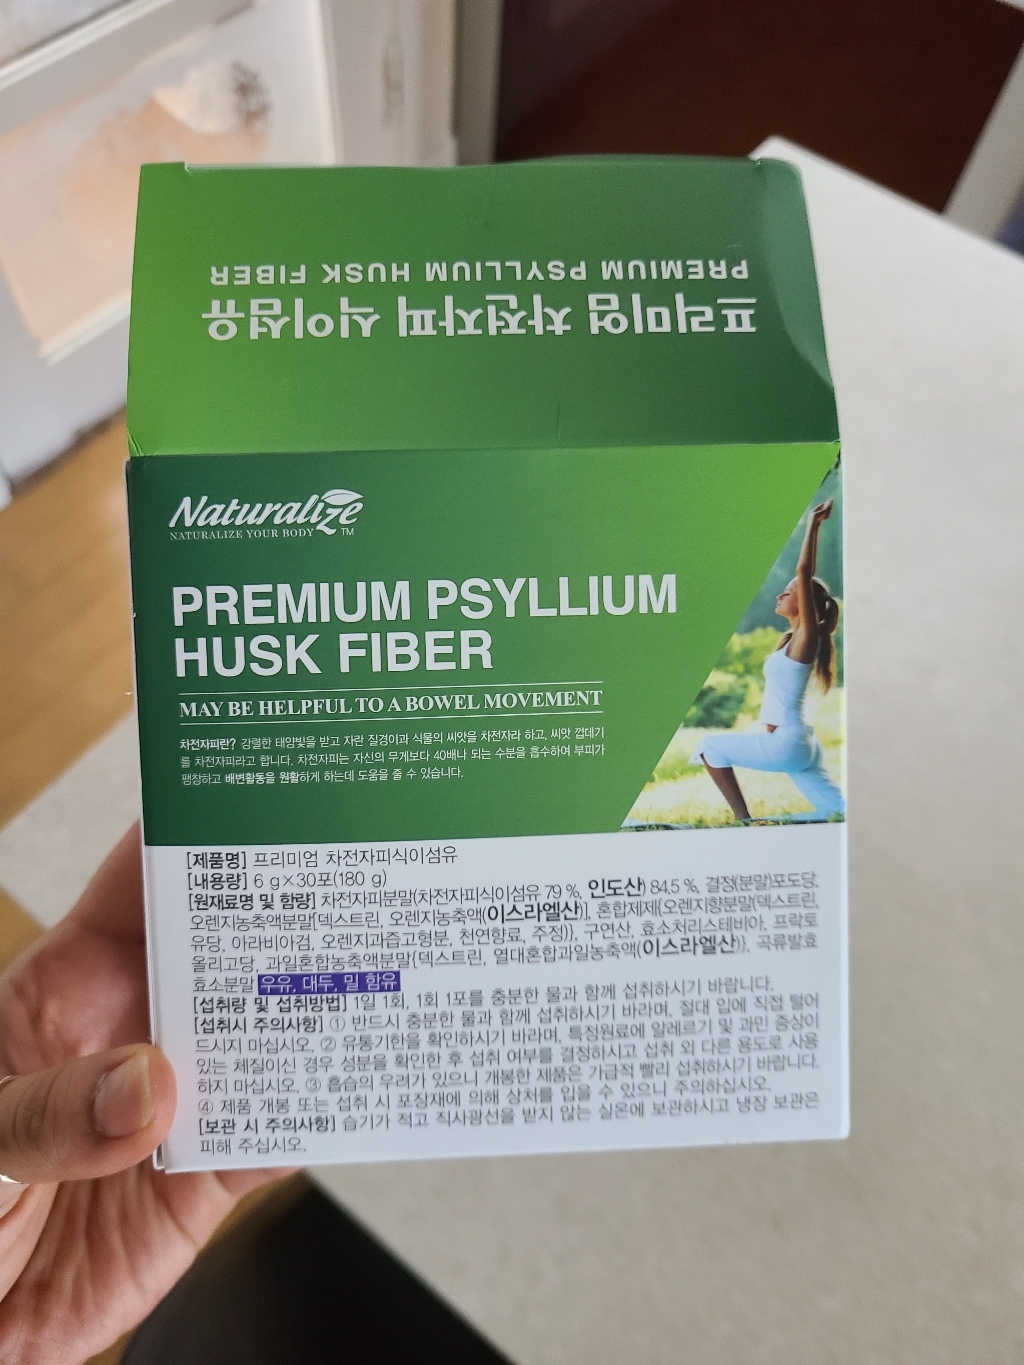 프리미엄 차전자피 식이섬유
PREMIUM PSYLLIUM HUSK FIBER
Naturalize
NATURALIZE YOUR BODY TM
PREMIUM PSYLLIUM
HUSK FIBER
MAY BE HELPFUL TO A BOWEL MOVEMENT
차전자피란? 강렬한 태양빛을 받고 자란 질경이과 식물의 씨앗을 차전자라 하고, 씨앗 껍데기
를 차전자피라고 합니다. 차전자피는 자신의 무게보다 40배나 되는 수분을 흡수하여 부피가
팽창하고 배변활동을 원활하게 하는데 도움을 줄 수 있습니다.
[제품명] 프리미엄 차전자피식이섬유
[내용량] 6 g×30포(180 g)
[원재료명 및 함량] 차전자피분말(차전자피식이섬유 79 %, 인도산) 84.5 %, 결정(분말)포도당,
오렌지농축액분말[덱스트린, 오렌지농축액(이스라엘산)], 혼합제제{오렌지향분말(덱스트린,
유당, 아라비아검, 오렌지과즙고형분, 천연향료, 주정)}, 구연산, 효소처리스테비아, 프락토
올리고당, 과일혼합농축액분말{덱스트린, 열대혼합과일농축액(이스라엘산)}, 곡류발효
효소분말 우유, 대두, 밀 함유
[섭취량 및 섭취방법] 1일 1회, 1회 1포를 충분한 물과 함께 섭취하시기 바랍니다.
[섭취시 주의사항] ① 반드시 충분한 물과 함께 섭취하시기 바라며, 절대 입에 직접 털어
드시지 마십시오. ② 유통기한을 확인하시기 바라며, 특정원료에 알레르기 및 과민 증상이
있는 체질이신 경우 성분을 확인한 후 섭취 여부를 결정하시고 섭취 외 다른 용도로 사용
하지 마십시오. ③ 흡습의 우려가 있으니 개봉한 제품은 가급적 빨리 섭취하시기 바랍니다.
④ 제품 개봉 또는 섭취 시 포장재에 의해 상처를 입을 수 있으니 주의하십시오.
[보관 시 주의사항] 습기가 적고 직사광선을 받지 않는 실온에 보관하시고 냉장 보관은
피해 주십시오.